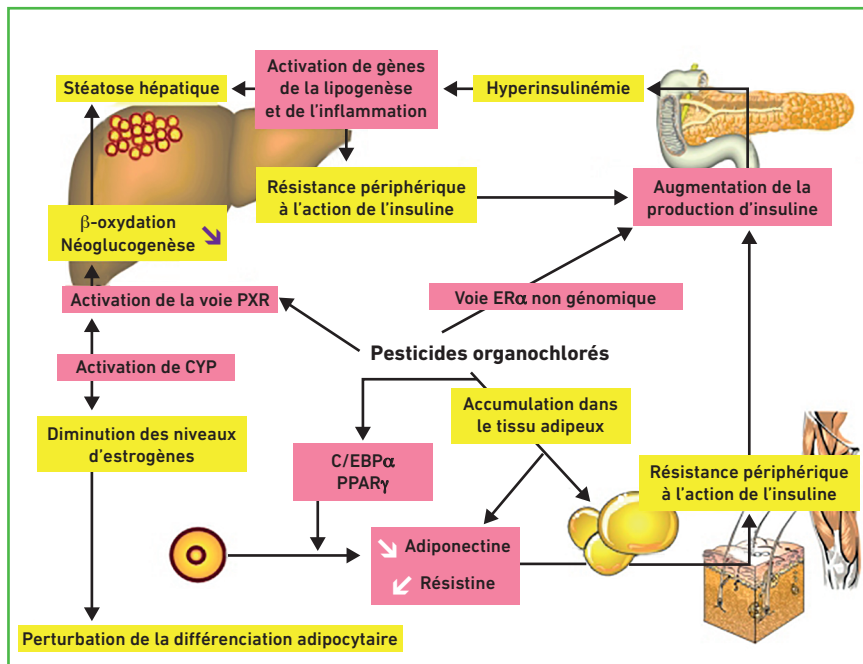 Stéatose hépatique
Activation de gènes
de la lipogenèse
et de l'inflammation
Hyperinsulinémie
Résistance périphérique
à l'action de l'insuline
Augmentation de la
production d'insuline
β-oxydation
Néoglucogenèse
Activation de la voie PXR
Voie ERα non génomique
Pesticides organochlorés
Activation de CYP
Accumulation dans
le tissu adipeux
Diminution des niveaux
d'estrogènes
C/EBPα
PPARγ
Résistance périphérique
à l'action de l'insuline
Adiponectine
Résistine
Perturbation de la différenciation adipocytaire